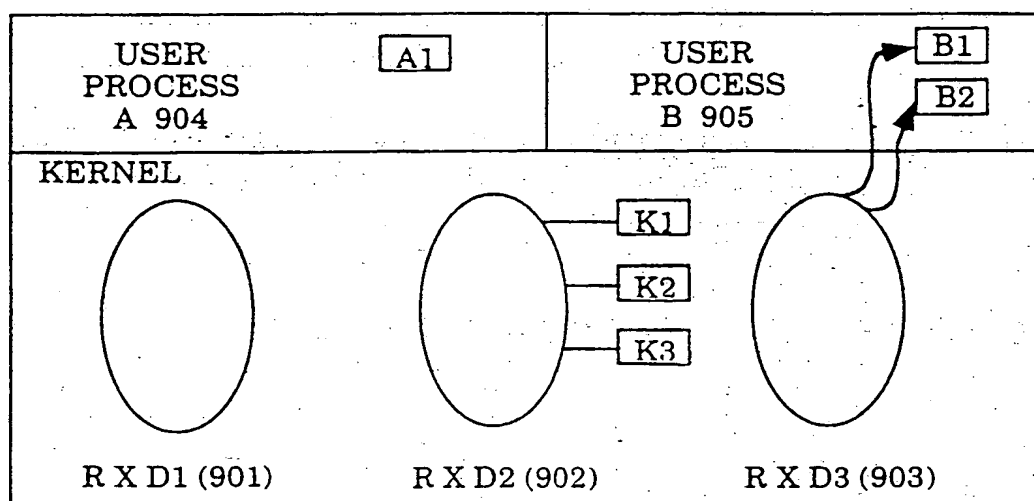 USER
PROCESS
A 904
A1
USER
PROCESS
B 905
B1
B2
KERNEL
K1
K2
K3
R X D1 (901)
R X D2 (902)
R X D3 (903)